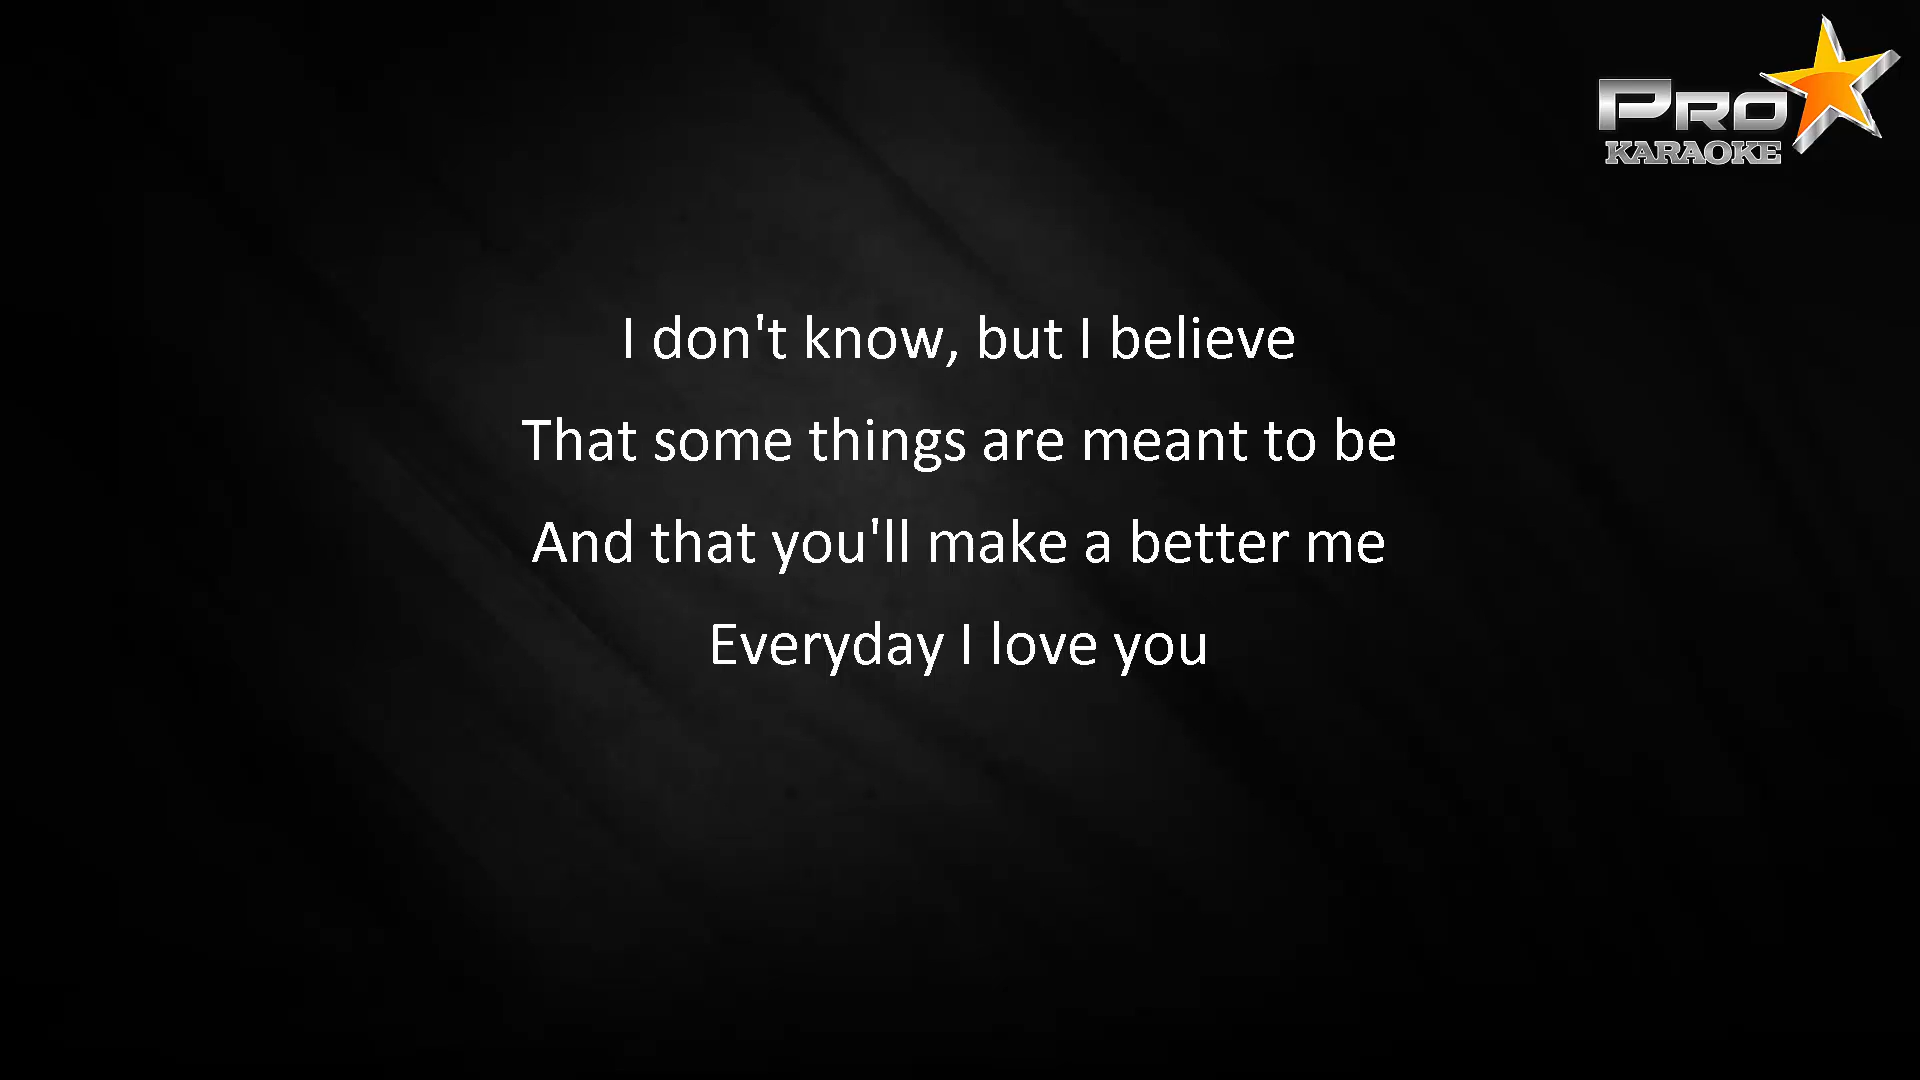 PRO
KARAOKE
I don't know, but I believe
That some things are meant to be
And that you'll make a better me
Everyday I love you